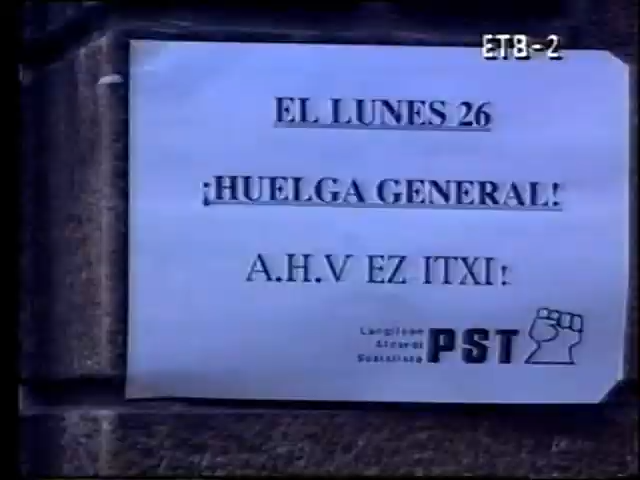 ETB-2
EL LUNES 26
¡HUELGA GENERAL!
A.H.V EZ ITXI!
Langileen
Alderdi
Sozialista
PST